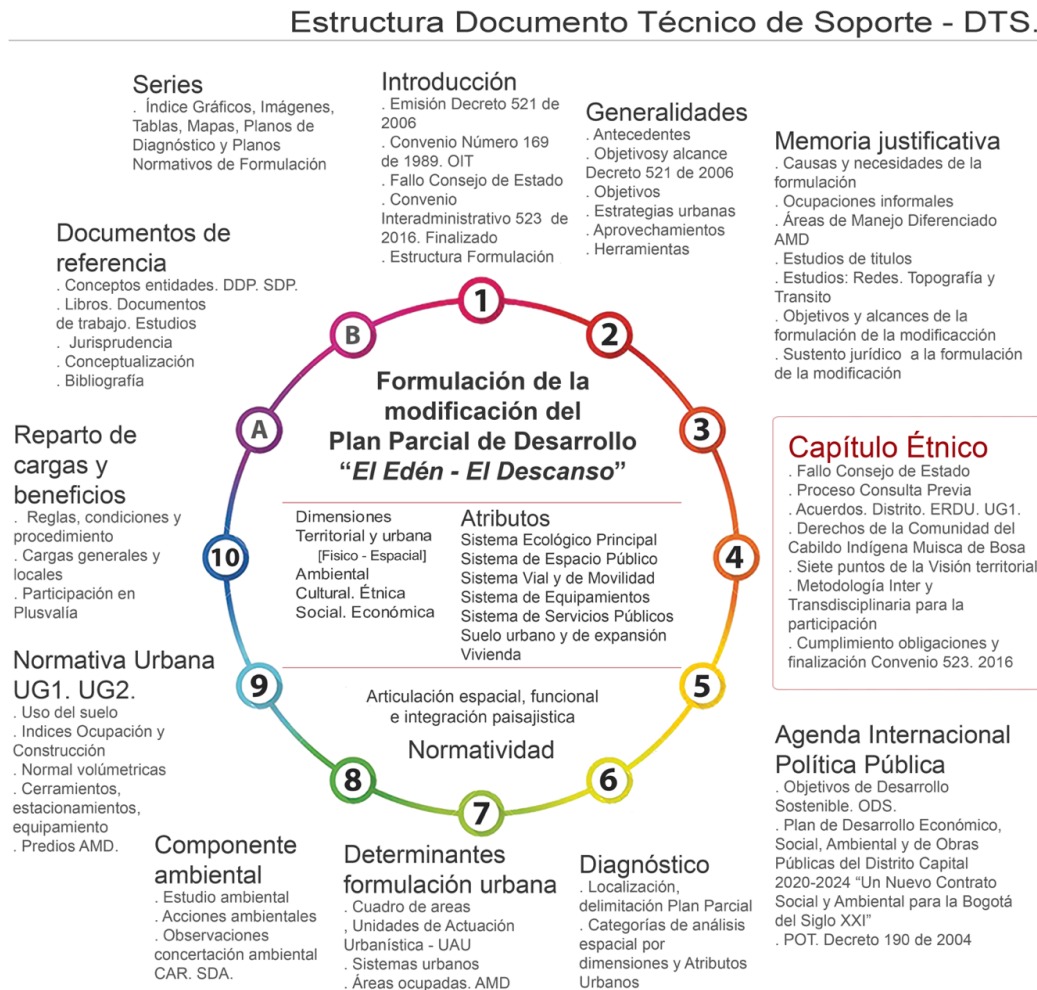 Estructura Documento Técnico de Soporte - DTS.
Series
. Índice Gráficos, Imágenes,
Tablas, Mapas, Planos de
Diagnóstico y Planos
Normativos de Formulación
Introducción
. Emisión Decreto 521 de
2006
. Convenio Número 169
de 1989. OIT
. Fallo Consejo de Estado
. Convenio
Interadministrativo 523 de
2016. Finalizado
. Estructura Formulación
Generalidades
. Antecedentes
. Objetivosy alcance
Decreto 521 de 2006
. Objetivos
. Estrategias urbanas
. Aprovechamientos
. Herramientas
Memoria justificativa
. Causas y necesidades de la
formulación
. Ocupaciones informales
. Áreas de Manejo Diferenciado
AMD
. Estudios de titulos
. Estudios: Redes. Topografía y
Transito
. Objetivos y alcances de la
formulación de la modificacción
. Sustento jurídico a la formulación
de la modificación
Documentos de
referencia
. Conceptos entidades. DDP. SDP.
. Libros. Documentos
de trabajo. Estudios
. Jurisprudencia
. Conceptualización
. Bibliografía
1
2
3
4
5
6
7
8
9
10
A
B
Formulación de la
modificación del
Plan Parcial de Desarrollo
“El Edén - El Descanso”
Dimensiones
Territorial y urbana
[Fisico - Espacial]
Ambiental
Cultural. Étnica
Social. Económica
Atributos
Sistema Ecológico Principal
Sistema de Espacio Público
Sistema Vial y de Movilidad
Sistema de Equipamientos
Sistema de Servicios Públicos
Suelo urbano y de expansión
Vivienda
Articulación espacial, funcional
e integración paisajistica
Normatividad
Capítulo Étnico
. Fallo Consejo de Estado
. Proceso Consulta Previa
. Acuerdos. Distrito. ERDU. UG1.
. Derechos de la Comunidad del
Cabildo Indígena Muisca de Bosa
. Siete puntos de la Visión territorial
. Metodología Inter y
Transdisciplinaria para la
participación
. Cumplimiento obligaciones y
finalización Convenio 523. 2016
Reparto de
cargas y
beneficios
. Reglas, condiciones y
procedimiento
. Cargas generales y
locales
. Participación en
Plusvalía
Normativa Urbana
UG1. UG2.
. Uso del suelo
. Indices Ocupación y
Construcción
. Normal volúmetricas
. Cerramientos,
estacionamientos,
equipamiento
. Predios AMD.
Agenda Internacional
Política Pública
. Objetivos de Desarrollo
Sostenible. ODS.
. Plan de Desarrollo Económico,
Social, Ambiental y de Obras
Públicas del Distrito Capital
2020-2024 “Un Nuevo Contrato
Social y Ambiental para la Bogotá
del Siglo XXI”
. POT. Decreto 190 de 2004
Componente
ambiental
. Estudio ambiental
. Acciones ambientales
. Observaciones
concertación ambiental
CAR. SDA.
Determinantes
formulación urbana
. Cuadro de areas
, Unidades de Actuación
Urbanística - UAU
. Sistemas urbanos
. Áreas ocupadas. AMD
Diagnóstico
. Localización,
delimitación Plan Parcial
. Categorías de análisis
espacial por
dimensiones y Atributos
Urbanos